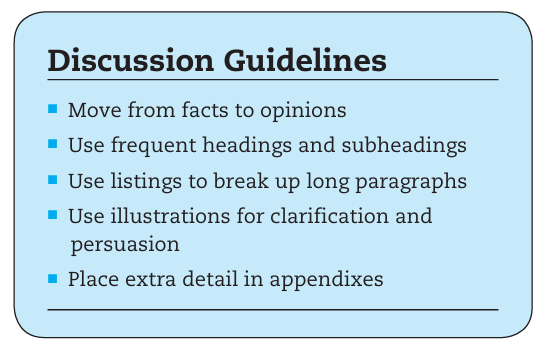 Discussion Guidelines
■ Move from facts to opinions
■ Use frequent headings and subheadings
■ Use listings to break up long paragraphs
■ Use illustrations for clarification and
persuasion
■ Place extra detail in appendixes